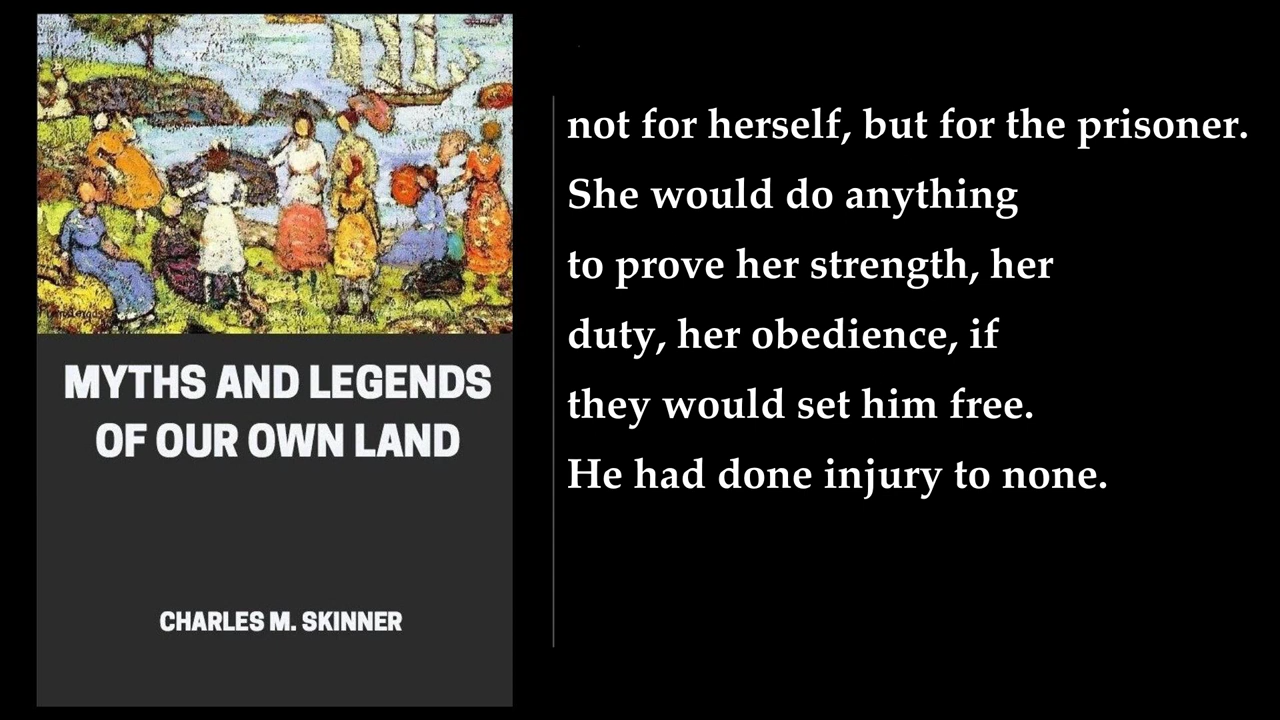 MYTHS AND LEGENDS
OF OUR OWN LAND
CHARLES M. SKINNER
not for herself, but for the prisoner.
She would do anything
to prove her strength, her
duty, her obedience, if
they would set him free.
He had done injury to none.